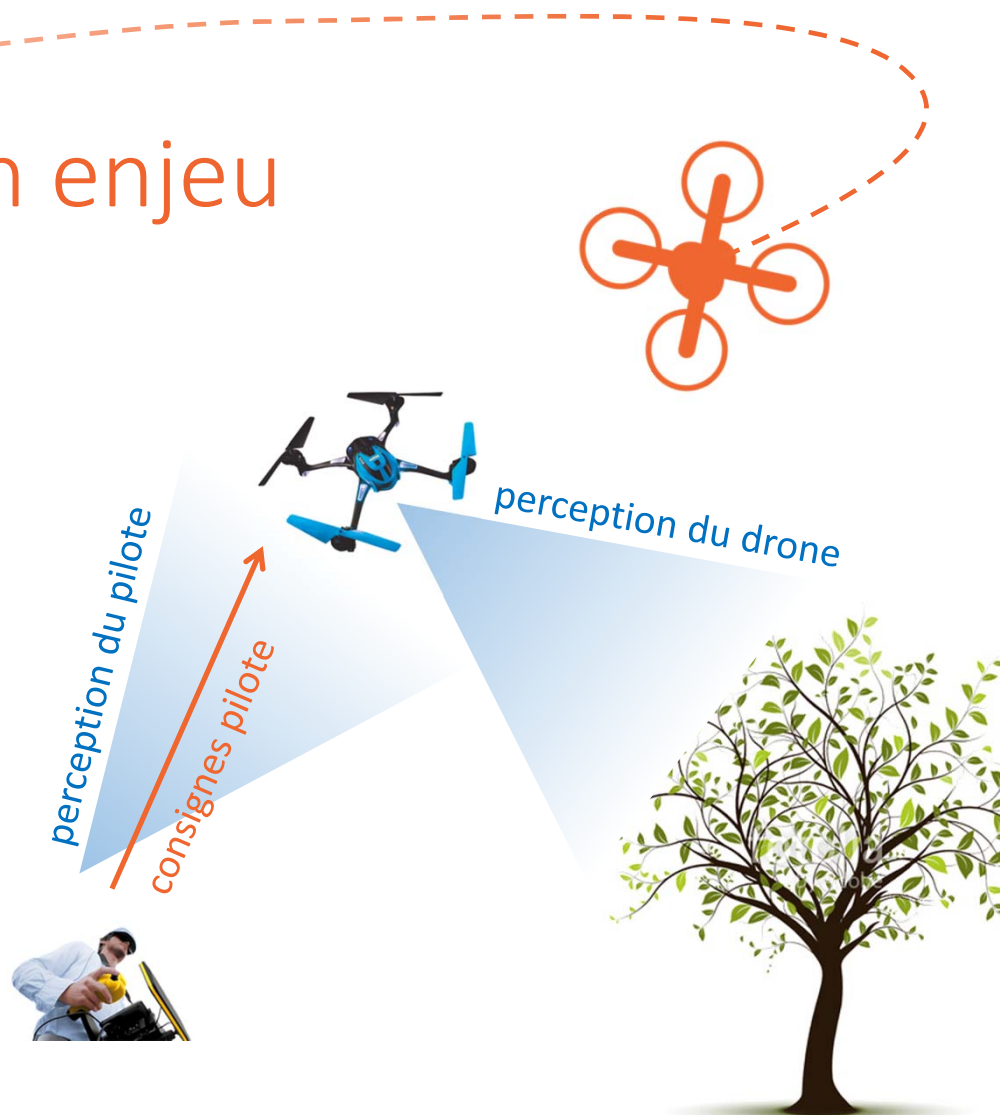 n enjeu
perception du drone
perception du pilote
consignes pilote